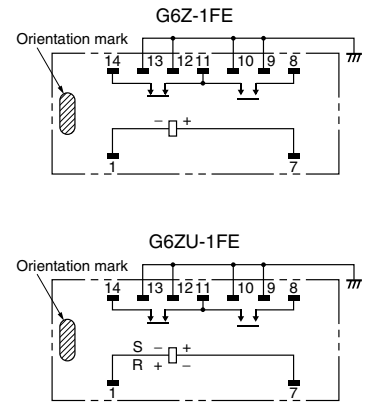 G6Z-1FE
Orientation mark
14 13 12 11 10 9 8
− +
1 7
G6ZU-1FE
Orientation mark
14 13 12 11 10 9 8
S − +
R + −
1 7